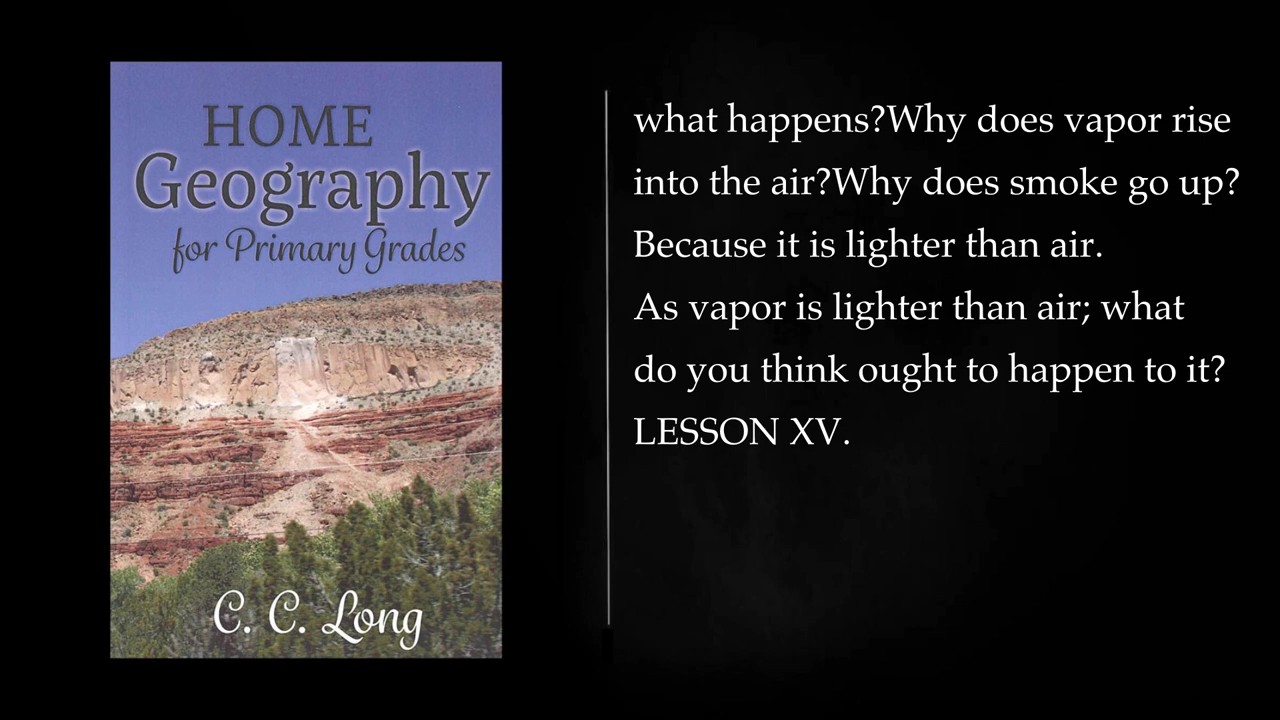 HOME
Geography
for Primary Grades
C. C. Long
what happens?Why does vapor rise
into the air?Why does smoke go up?
Because it is lighter than air.
As vapor is lighter than air; what
do you think ought to happen to it?
LESSON XV.